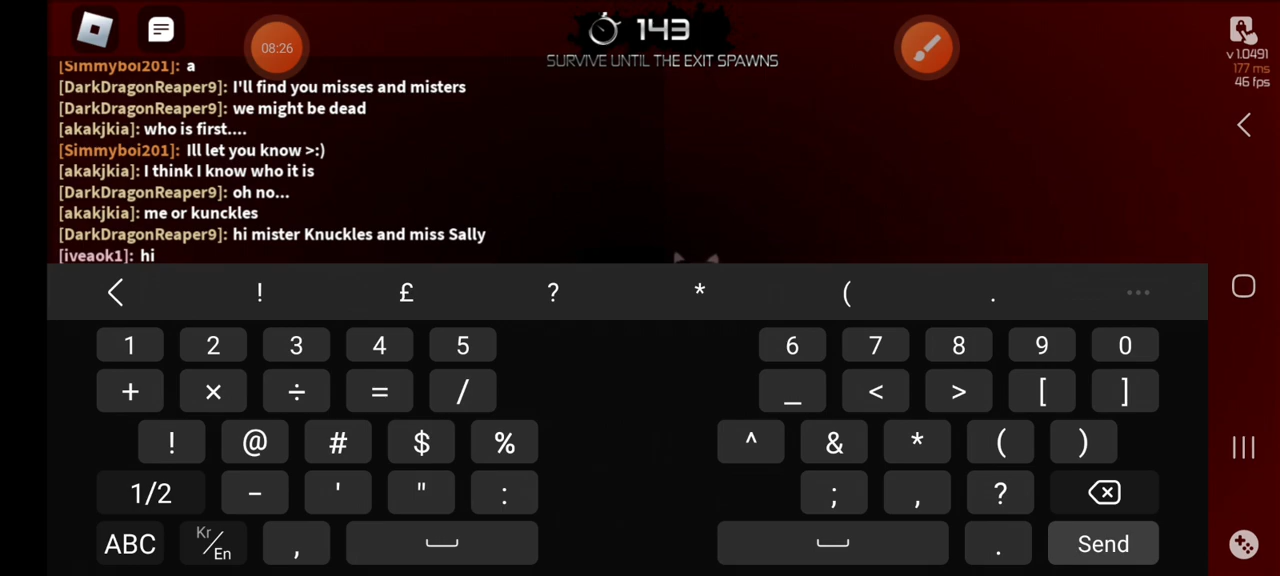 08:26
143
SURVIVE UNTIL THE EXIT SPAWNS
v 1.0491
177 ms
46 fps
[Simmyboi201]: a
[DarkDragonReaper9]: I'll find you misses and misters
[DarkDragonReaper9]: we might be dead
[akakjkia]: who is first....
[Simmyboi201]: Ill let you know >:)
[akakjkia]: I think I know who it is
[DarkDragonReaper9]: oh no...
[akakjkia]: me or kunckles
[DarkDragonReaper9]: hi mister Knuckles and miss Sally
[iveaok1]: hi
! £ ? * ( . ...
1 2 3 4 5 6 7 8 9 0
+ × ÷ = / _ < > [ ]
! @ # $ % ^ & * ( )
1/2 - ' " : ; , ?
ABC Kr/En , . Send